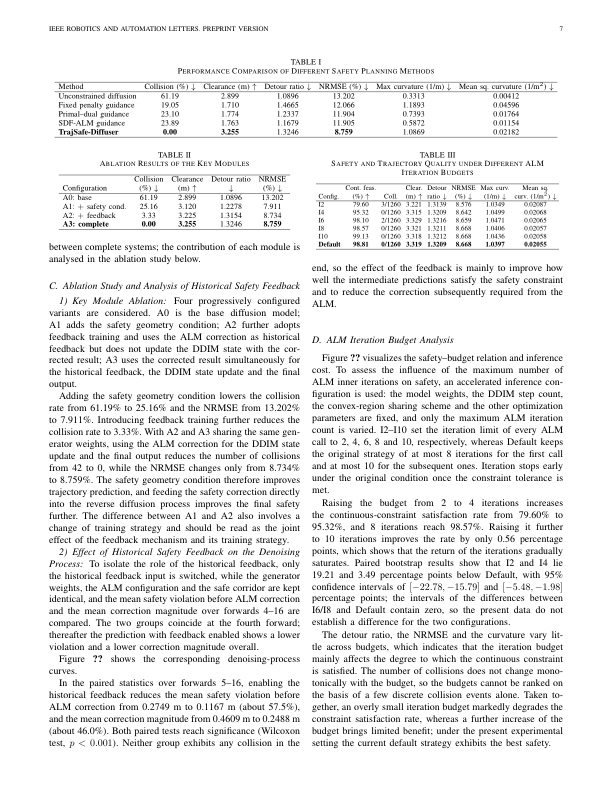 IEEE ROBOTICS AND AUTOMATION LETTERS. PREPRINT VERSION 7
TABLE I
PERFORMANCE COMPARISON OF DIFFERENT SAFETY PLANNING METHODS
Method Collision (%) ↓ Clearance (m) ↑ Detour ratio ↓ NRMSE (%) ↓ Max curvature (1/m) ↓ Mean sq. curvature (1/m²) ↓
Unconstrained diffusion 61.19 2.899 1.0896 13.202 0.3313 0.00412
Fixed penalty guidance 19.05 1.710 1.4665 12.066 1.1893 0.04596
Primal–dual guidance 23.10 1.774 1.2337 11.904 0.7393 0.01764
SDF-ALM guidance 23.89 1.763 1.1679 11.905 0.5872 0.01154
TrajSafe-Diffuser 0.00 3.255 1.3246 8.759 1.0869 0.02182
TABLE II
ABLATION RESULTS OF THE KEY MODULES
Collision Clearance Detour ratio NRMSE
Configuration (%) ↓ (m) ↑ ↓ (%) ↓
A0: base 61.19 2.899 1.0896 13.202
A1: + safety cond. 25.16 3.120 1.2278 7.911
A2: + feedback 3.33 3.225 1.3154 8.734
A3: complete 0.00 3.255 1.3246 8.759
between complete systems; the contribution of each module is
analysed in the ablation study below.
C. Ablation Study and Analysis of Historical Safety Feedback
1) Key Module Ablation: Four progressively configured
variants are considered. A0 is the base diffusion model;
A1 adds the safety geometry condition; A2 further adopts
feedback training and uses the ALM correction as historical
feedback but does not update the DDIM state with the cor-
rected result; A3 uses the corrected result simultaneously for
the historical feedback, the DDIM state update and the final
output.
Adding the safety geometry condition lowers the collision
rate from 61.19% to 25.16% and the NRMSE from 13.202%
to 7.911%. Introducing feedback training further reduces the
collision rate to 3.33%. With A2 and A3 sharing the same gen-
erator weights, using the ALM correction for the DDIM state
update and the final output reduces the number of collisions
from 42 to 0, while the NRMSE changes only from 8.734%
to 8.759%. The safety geometry condition therefore improves
trajectory prediction, and feeding the safety correction directly
into the reverse diffusion process improves the final safety
further. The difference between A1 and A2 also involves a
change of training strategy and should be read as the joint
effect of the feedback mechanism and its training strategy.
2) Effect of Historical Safety Feedback on the Denoising
Process: To isolate the role of the historical feedback, only
the historical feedback input is switched, while the generator
weights, the ALM configuration and the safe corridor are kept
identical, and the mean safety violation before ALM correction
and the mean correction magnitude over forwards 4–16 are
compared. The two groups coincide at the fourth forward;
thereafter the prediction with feedback enabled shows a lower
violation and a lower correction magnitude overall.
Figure ?? shows the corresponding denoising-process
curves.
In the paired statistics over forwards 5–16, enabling the
historical feedback reduces the mean safety violation before
ALM correction from 0.2749 m to 0.1167 m (about 57.5%),
and the mean correction magnitude from 0.4609 m to 0.2488 m
(about 46.0%). Both paired tests reach significance (Wilcoxon
test, p < 0.001). Neither group exhibits any collision in the
TABLE III
SAFETY AND TRAJECTORY QUALITY UNDER DIFFERENT ALM
ITERATION BUDGETS
Cont. feas. Clear. Detour NRMSE Max curv. Mean sq.
Config. (%) ↑ Coll. (m) ↑ ratio ↓ (%) ↓ (1/m) ↓ curv. (1/m²) ↓
I2 79.60 3/1260 3.221 1.3139 8.576 1.0349 0.02087
I4 95.32 0/1260 3.315 1.3209 8.642 1.0499 0.02068
I6 98.10 2/1260 3.329 1.3216 8.659 1.0471 0.02065
I8 98.57 0/1260 3.321 1.3211 8.668 1.0406 0.02057
I10 99.13 0/1260 3.318 1.3212 8.668 1.0436 0.02058
Default 98.81 0/1260 3.319 1.3209 8.668 1.0397 0.02055
end, so the effect of the feedback is mainly to improve how
well the intermediate predictions satisfy the safety constraint
and to reduce the correction subsequently required from the
ALM.
D. ALM Iteration Budget Analysis
Figure ?? visualizes the safety–budget relation and inference
cost. To assess the influence of the maximum number of
ALM inner iterations on safety, an accelerated inference con-
figuration is used: the model weights, the DDIM step count,
the convex-region sharing scheme and the other optimization
parameters are fixed, and only the maximum ALM iteration
count is varied. I2–I10 set the iteration limit of every ALM
call to 2, 4, 6, 8 and 10, respectively, whereas Default keeps
the original strategy of at most 8 iterations for the first call
and at most 10 for the subsequent ones. Iteration stops early
under the original condition once the constraint tolerance is
met.
Raising the budget from 2 to 4 iterations increases
the continuous-constraint satisfaction rate from 79.60% to
95.32%, and 8 iterations reach 98.57%. Raising it further
to 10 iterations improves the rate by only 0.56 percentage
points, which shows that the return of the iterations gradually
saturates. Paired bootstrap results show that I2 and I4 lie
19.21 and 3.49 percentage points below Default, with 95%
confidence intervals of [−22.78, −15.79] and [−5.48, −1.98]
percentage points; the intervals of the differences between
I6/I8 and Default contain zero, so the present data do not
establish a difference for the two configurations.
The detour ratio, the NRMSE and the curvature vary lit-
tle across budgets, which indicates that the iteration budget
mainly affects the degree to which the continuous constraint
is satisfied. The number of collisions does not change mono-
tonically with the budget, so the budgets cannot be ranked on
the basis of a few discrete collision events alone. Taken to-
gether, an overly small iteration budget markedly degrades the
constraint satisfaction rate, whereas a further increase of the
budget brings limited benefit; under the present experimental
setting the current default strategy exhibits the best safety.